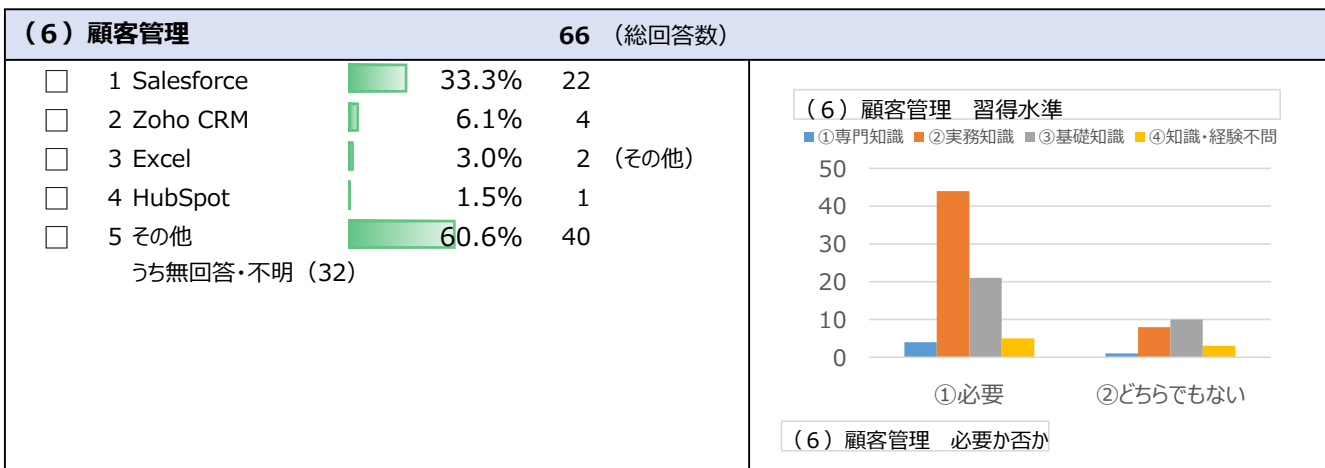 （６）顧客管理 66 （総回答数）
□ 1 Salesforce 33.3% 22
□ 2 Zoho CRM 6.1% 4
□ 3 Excel 3.0% 2 （その他）
□ 4 HubSpot 1.5% 1
□ 5 その他 60.6% 40
うち無回答・不明（32）
（６）顧客管理　習得水準
①専門知識 ②実務知識 ③基礎知識 ④知識・経験不問
50
40
30
20
10
0
①必要 ②どちらでもない
（６）顧客管理　必要か否か